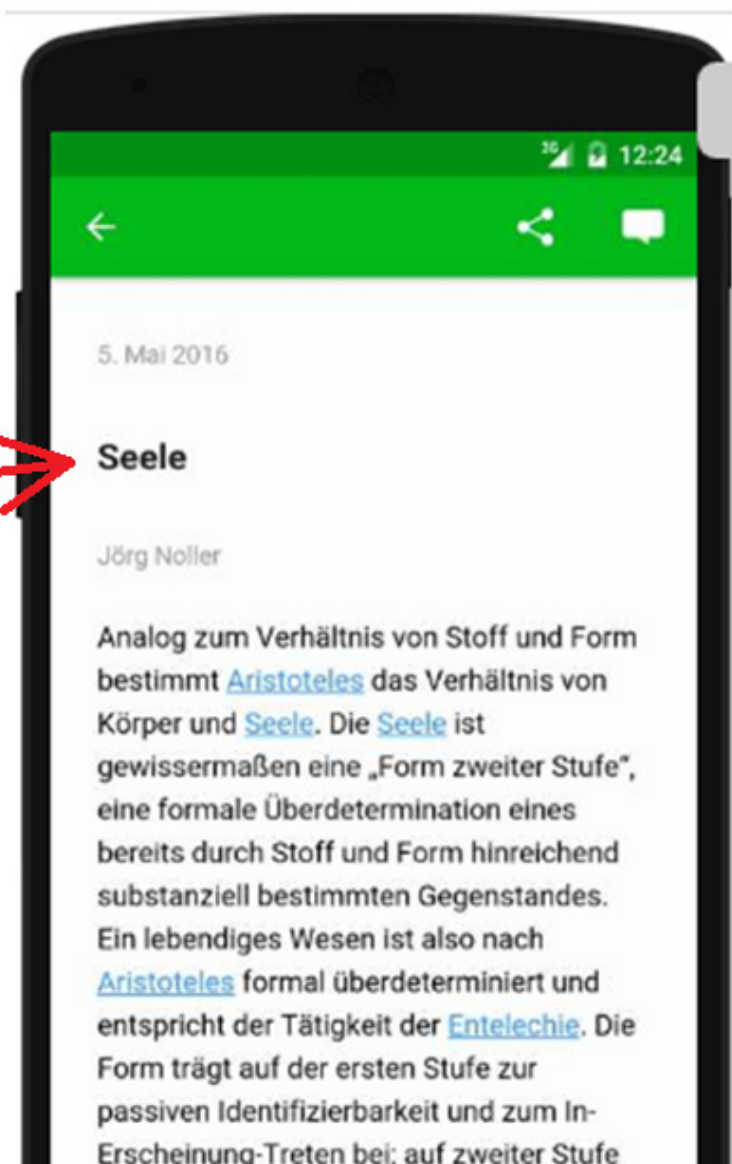 3G 12:24
5. Mai 2016
Seele
Jörg Noller
Analog zum Verhältnis von Stoff und Form
bestimmt Aristoteles das Verhältnis von
Körper und Seele. Die Seele ist
gewissermaßen eine „Form zweiter Stufe“,
eine formale Überdetermination eines
bereits durch Stoff und Form hinreichend
substanziell bestimmten Gegenstandes.
Ein lebendiges Wesen ist also nach
Aristoteles formal überdeterminiert und
entspricht der Tätigkeit der Entelechie. Die
Form trägt auf der ersten Stufe zur
passiven Identifizierbarkeit und zum In-
Erscheinung-Treten bei; auf zweiter Stufe